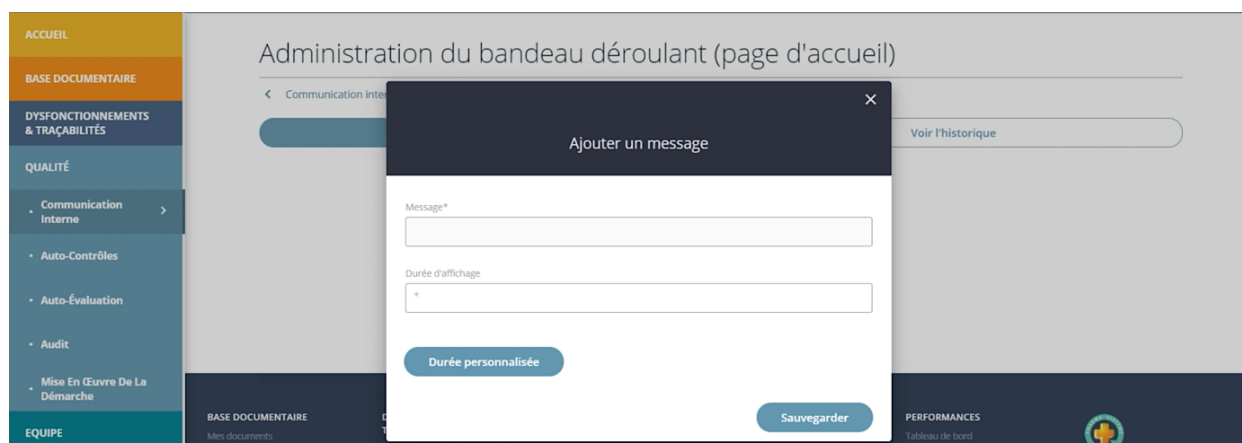 ACCUEIL
BASE DOCUMENTAIRE
DYSFONCTIONNEMENTS
& TRAÇABILITÉS
QUALITÉ
Communication
Interne
Auto-Contrôles
Auto-Évaluation
Audit
Mise En Œuvre De La
Démarche
EQUIPE
Administration du bandeau déroulant (page d'accueil)
Communication inte
Voir l'historique
Ajouter un message
Message*
Durée d'affichage
*
Durée personnalisée
Sauvegarder
BASE DOCUMENTAIRE
Mes documents
PERFORMANCES
Tableau de bord